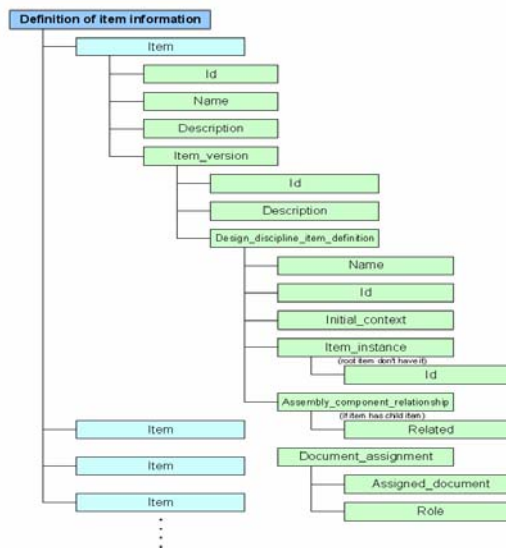 Definition of item information
Item
Id
Name
Description
Item_version
Id
Description
Design_discipline_item_definition
Name
Id
Initial_context
Item_instance
(root item don't have it)
Id
Assembly_component_relationship
(if item has child item)
Related
Item
Document_assignment
Item
Assigned_document
Item
Role